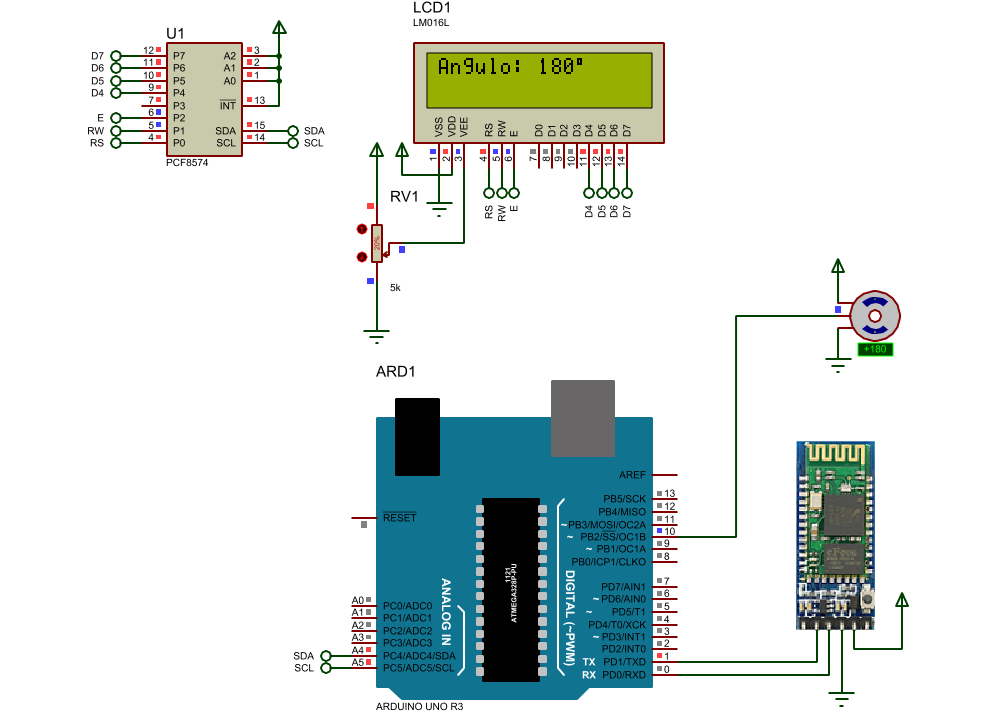 LCD1
LM016L
Angulo: 180°
VSS VDD VEE RS RW E D0 D1 D2 D3 D4 D5 D6 D7
1 2 3 4 5 6 7 8 9 10 11 12 13 14
RS RW E D4 D5 D6 D7
U1
D7 12 P7 A2 3
D6 11 P6 A1 2
D5 10 P5 A0 1
D4 9 P4
7 P3 INT 13
E 6 P2
RW 5 P1 SDA 15 SDA
RS 4 P0 SCL 14 SCL
PCF8574
RV1
20%
5k
+180
ARD1
AREF
RESET
PB5/SCK 13
PB4/MISO 12
~ PB3/MOSI/OC2A 11
~ PB2/SS/OC1B 10
~ PB1/OC1A 9
PB0/ICP1/CLKO 8
PD7/AIN1 7
~ PD6/AIN0 6
~ PD5/T1 5
PD4/T0/XCK 4
~ PD3/INT1 3
PD2/INT0 2
TX PD1/TXD 1
RX PD0/RXD 0
A0 PC0/ADC0
A1 PC1/ADC1
A2 PC2/ADC2
A3 PC3/ADC3
SDA A4 PC4/ADC4/SDA
SCL A5 PC5/ADC5/SCL
ANALOG IN
1121
ATMEGA328P-PU
DIGITAL (~PWM)
ARDUINO UNO R3